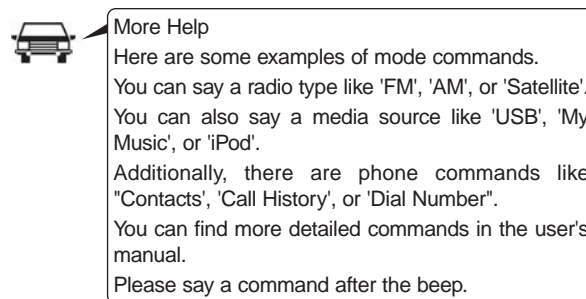 More Help
Here are some examples of mode commands.
You can say a radio type like 'FM', 'AM', or 'Satellite'.
You can also say a media source like 'USB', 'My
Music', or 'iPod'.
Additionally, there are phone commands like
"Contacts', 'Call History', or 'Dial Number".
You can find more detailed commands in the user's
manual.
Please say a command after the beep.